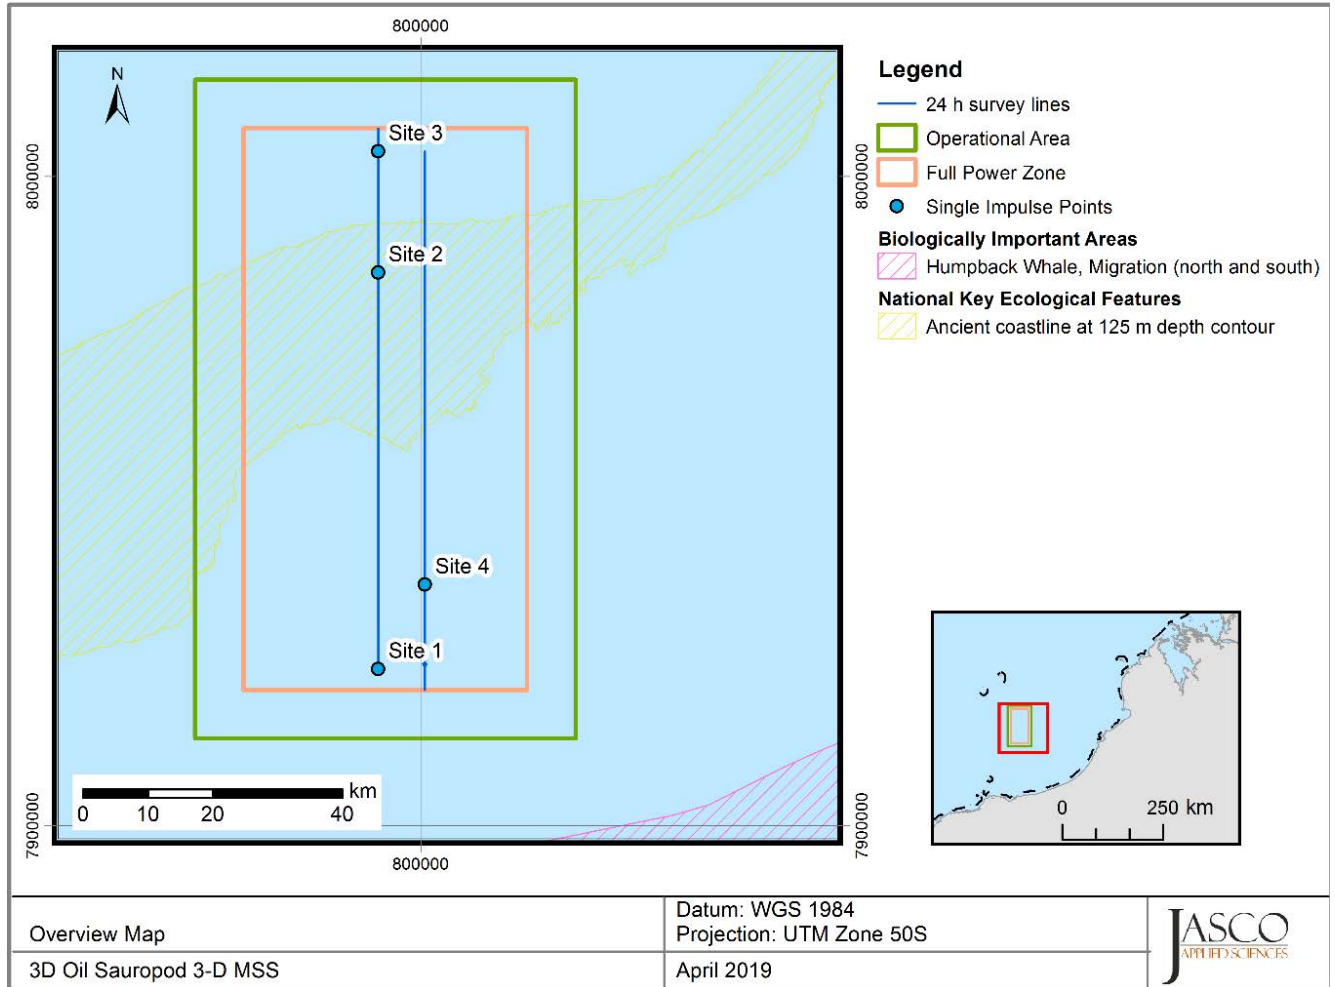 800000
N
8000000
8000000
Site 3
Site 2
Site 4
Site 1
0 10 20 40 km
7900000
7900000
800000
Legend
24 h survey lines
Operational Area
Full Power Zone
Single Impulse Points
Biologically Important Areas
Humpback Whale, Migration (north and south)
National Key Ecological Features
Ancient coastline at 125 m depth contour
0 250 km
Overview Map
3D Oil Sauropod 3-D MSS
Datum: WGS 1984
Projection: UTM Zone 50S
April 2019
JASCO
APPLIED SCIENCES